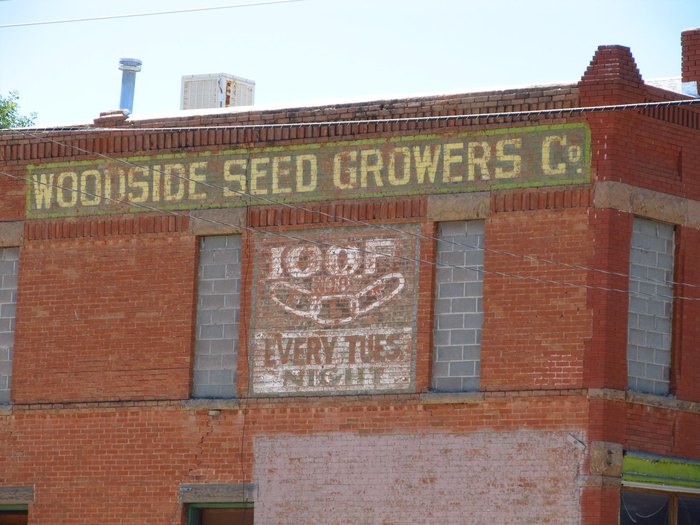 WOODSIDE SEED GROWERS Co.
IOOF
EVERY TUES.
NIGHT